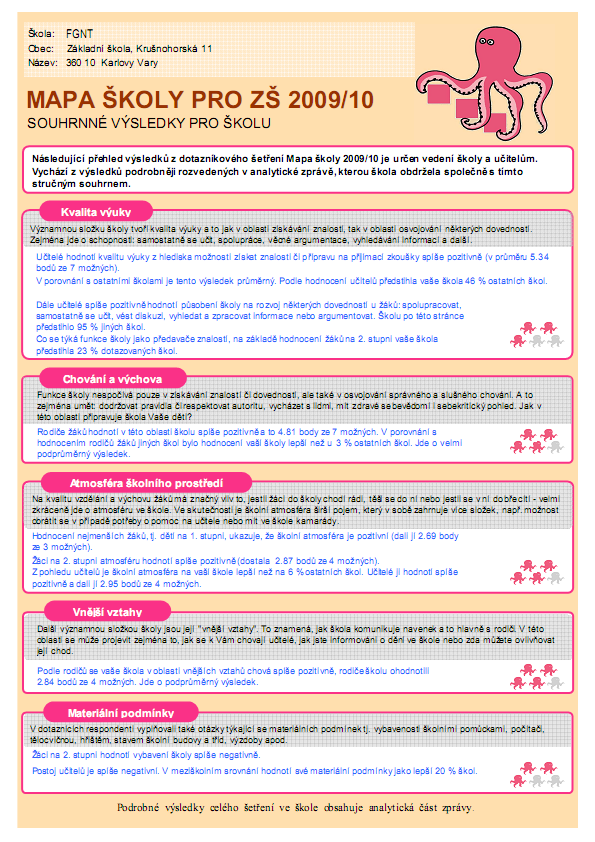 Škola: FGNT
Obec: Základní škola, Krušnohorská 11
Název: 360 10 Karlovy Vary
MAPA ŠKOLY PRO ZŠ 2009/10
SOUHRNNÉ VÝSLEDKY PRO ŠKOLU
Následující přehled výsledků z dotazníkového šetření Mapa školy 2009/10 je určen vedení školy a učitelům.
Vychází z výsledků podrobněji rozvedených v analytické zprávě, kterou škola obdržela společně s tímto
stručným souhrnem.
Kvalita výuky
Významnou složku školy tvoří kvalita výuky a to jak v oblasti získávání znalostí, tak v oblasti osvojování některých dovedností.
Zejména jde o schopnosti: samostatně se učit, spolupráce, věcné argumentace, vyhledávání informací a další.
Učitelé hodnotí kvalitu výuky z hlediska možnosti získat znalosti či přípravu na přijímací zkoušky spíše pozitivně (v průměru 5.34
bodů ze 7 možných).
V porovnání s ostatními školami je tento výsledek průměrný. Podle hodnocení učitelů předstihla vaše škola 46 % ostatních škol.
Dále učitelé spíše pozitivně hodnotí působení školy na rozvoj některých dovedností u žáků: spolupracovat,
samostatně se učit, vést diskuzi, vyhledat a zpracovat informace nebo argumentovat. Školu po této stránce
předstihlo 95 % jiných škol.
Co se týká funkce školy jako předavače znalostí, na základě hodnocení žáků na 2. stupni vaše škola
předstihla 23 % dotazovaných škol.
Chování a výchova
Funkce školy nespočívá pouze v získávání znalostí či dovedností, ale také v osvojování správného a slušného chování. A to
zejména umět: dodržovat pravidla či respektovat autoritu, vycházet s lidmi, mít zdravé sebevědomí i sebekritický pohled. Jak v
této oblasti připravuje škola Vaše děti?
Rodiče žáků hodnotí v této oblasti školu spíše pozitivně a to 4.81 body ze 7 možných. V porovnání s
hodnocením rodičů žáků jiných škol bylo hodnocení vaší školy lepší než u 3 % ostatních škol. Jde o velmi
podprůměrný výsledek.
Atmosféra školního prostředí
Na kvalitu vzdělání a výchovu žáků má značný vliv to, jestli žáci do školy chodí rádi, těší se do ní nebo jestli se v ní dobře cítí - velmi
zkráceně jde o atmosféru ve škole. Ve skutečnosti je školní atmosféra širší pojem, který v sobě zahrnuje více složek, např. možnost
obrátit se v případě potřeby o pomoc na učitele nebo mít ve škole kamarády.
Hodnocení nejmenších žáků, tj. dětí na 1. stupni, ukazuje, že školní atmosféra je pozitivní (dali jí 2.69 body
ze 3 možných).
Žáci na 2. stupni atmosféru hodnotí spíše pozitivně (dostala 2.87 bodů ze 4 možných).
Z pohledu učitelů je školní atmosféra na vaší škole lepší než na 6 % ostatních škol. Učitelé ji hodnotí spíše
pozitivně a dali jí 2.95 bodů ze 4 možných.
Vnější vztahy
Další významnou složkou školy jsou její "vnější vztahy". To znamená, jak škola komunikuje navenek a to hlavně s rodiči. V této
oblasti se může projevit zejména to, jak se k Vám chovají učitelé, jak jste informováni o dění ve škole nebo zda můžete ovlivňovat
její chod.
Podle rodičů se vaše škola v oblasti vnějších vztahů chová spíše pozitivně, rodiče školu ohodnotili
2.84 bodů ze 4 možných. Jde o podprůměrný výsledek.
Materiální podmínky
V dotaznících respondenti vyplňovali také otázky týkající se materiálních podmínek tj. vybaveností školními pomůckami, počítači,
tělocvičnou, hřištěm, stavem školní budovy a tříd, výzdoby apod.
Žáci na 2. stupni hodnotí vybavení školy spíše negativně.
Postoj učitelů je spíše negativní. V meziškolním srovnání hodnotí své materiální podmínky jako lepší 20 % škol.
Podrobné výsledky celého šetření ve škole obsahuje analytická část zprávy.